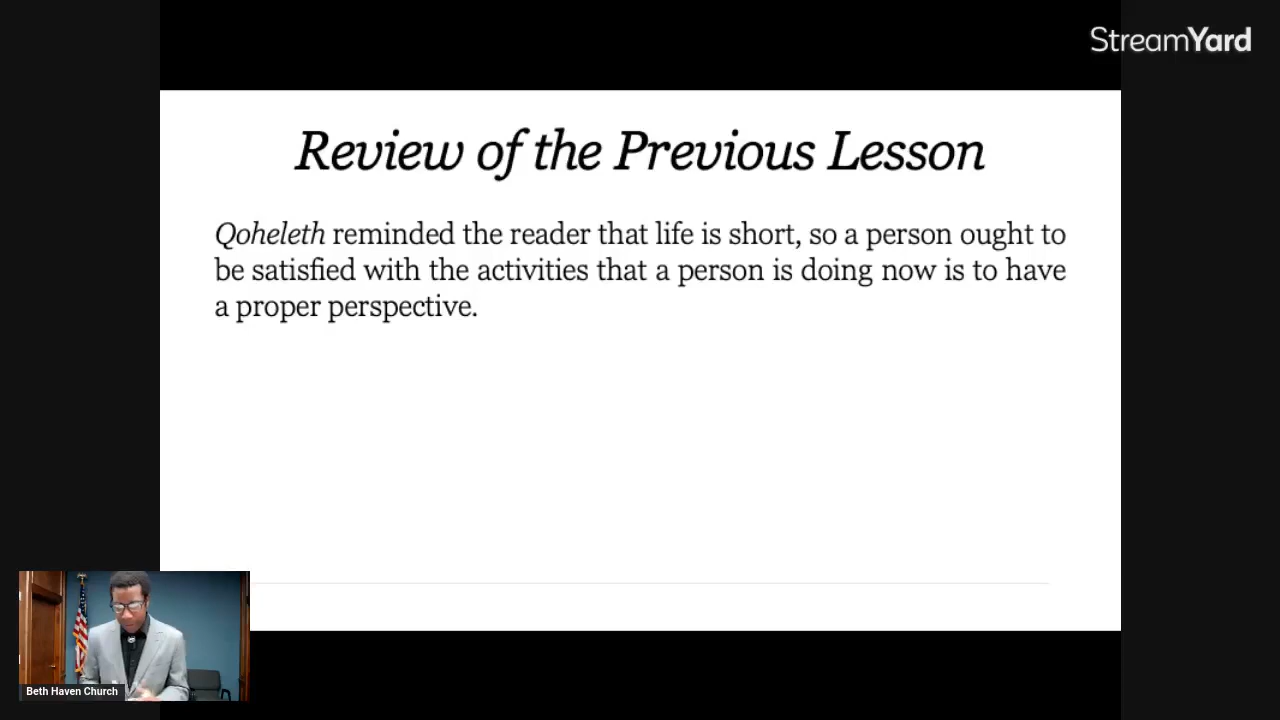 StreamYard
Review of the Previous Lesson
Qoheleth reminded the reader that life is short, so a person ought to
be satisfied with the activities that a person is doing now is to have
a proper perspective.
Beth Haven Church